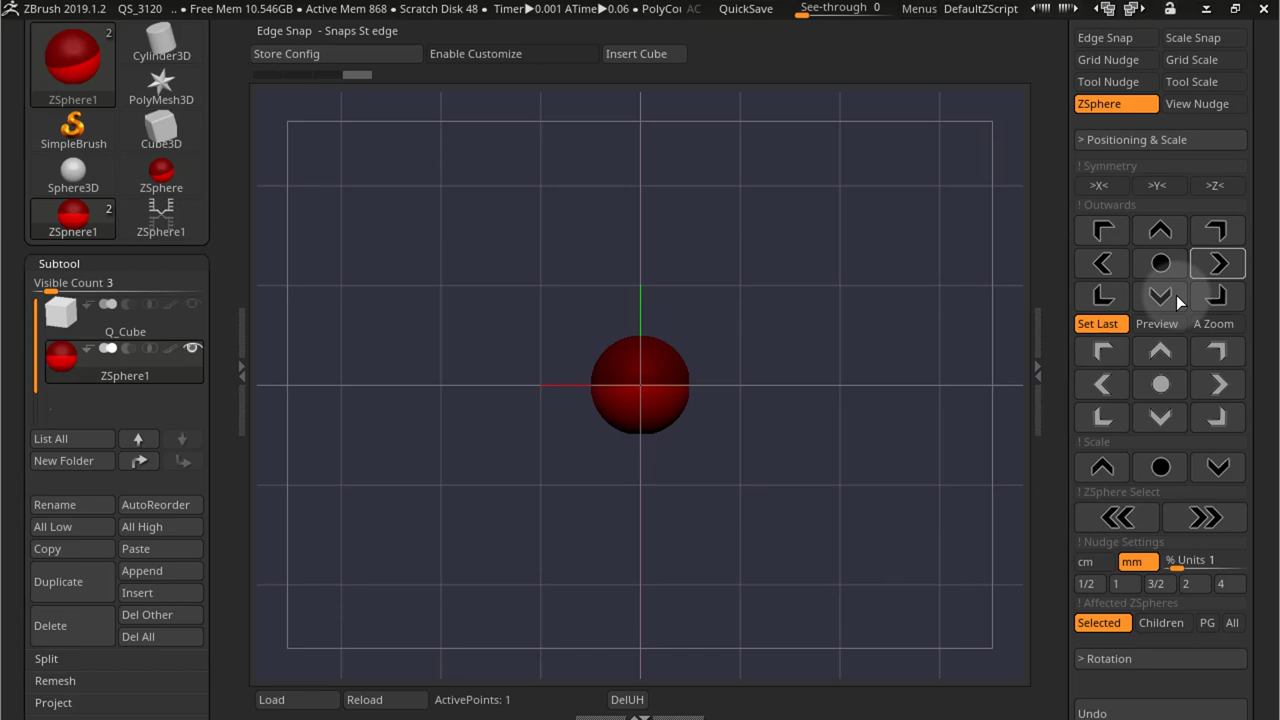 ZBrush 2019.1.2 QS_3120 .. • Free Mem 10.546GB • Active Mem 868 • Scratch Disk 48 • Timer▶0.001 ATime▶0.06 • PolyCou AC QuickSave See-through 0 Menus DefaultZScript
Edge Snap - Snaps St edge
Store Config Enable Customize Insert Cube
2
ZSphere1
Cylinder3D
PolyMesh3D
SimpleBrush Cube3D
Sphere3D ZSphere
2
ZSphere1 ZSphere1
Subtool
Visible Count 3
Q_Cube
ZSphere1
List All
New Folder
Rename AutoReorder
All Low All High
Copy Paste
Duplicate Append
Insert
Delete Del Other
Del All
Split
Remesh
Project
Load Reload ActivePoints: 1 DelUH
Edge Snap Scale Snap
Grid Nudge Grid Scale
Tool Nudge Tool Scale
ZSphere View Nudge
> Positioning & Scale
! Symmetry
>X< >Y< >Z<
! Outwards
Set Last Preview A Zoom
! Scale
! ZSphere Select
! Nudge Settings
cm mm % Units 1
1/2 1 3/2 2 4
! Affected ZSpheres
Selected Children PG All
> Rotation
Undo